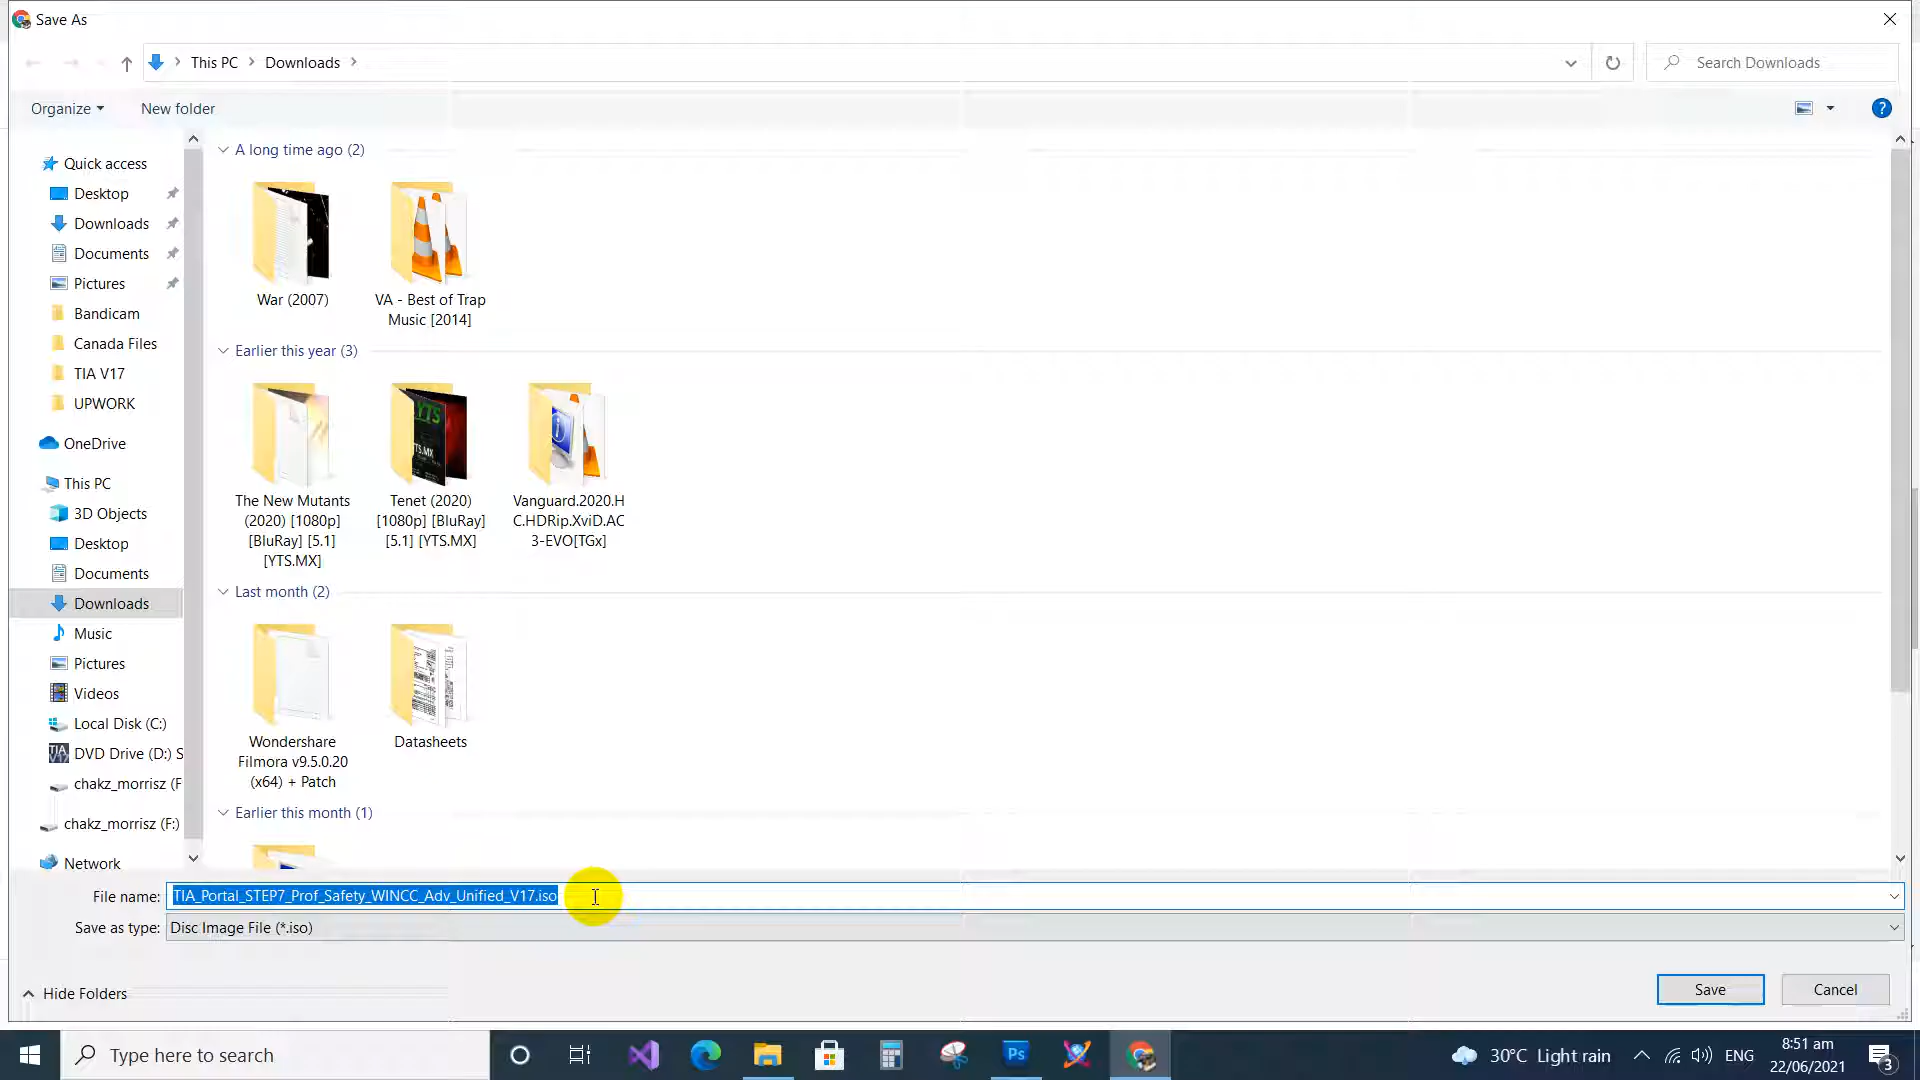 Save As
This PC
Downloads
Search Downloads
Organize
New folder
Quick access
Desktop
Downloads
Documents
Pictures
Bandicam
Canada Files
TIA V17
UPWORK
OneDrive
This PC
3D Objects
Desktop
Documents
Downloads
Music
Pictures
Videos
Local Disk (C:)
DVD Drive (D:) S
chakz_morrisz (F
chakz_morrisz (F:)
Network
A long time ago (2)
War (2007)
VA - Best of Trap
Music [2014]
Earlier this year (3)
The New Mutants
(2020) [1080p]
[BluRay] [5.1]
[YTS.MX]
Tenet (2020)
[1080p] [BluRay]
[5.1] [YTS.MX]
Vanguard.2020.H
C.HDRip.XviD.AC
3-EVO[TGx]
Last month (2)
Wondershare
Filmora v9.5.0.20
(x64) + Patch
Datasheets
Earlier this month (1)
File name: TIA_Portal_STEP7_Prof_Safety_WINCC_Adv_Unified_V17.iso
Save as type: Disc Image File (*.iso)
Hide Folders
Save
Cancel
Type here to search
Ps
30°C Light rain
ENG
8:51 am
22/06/2021
3